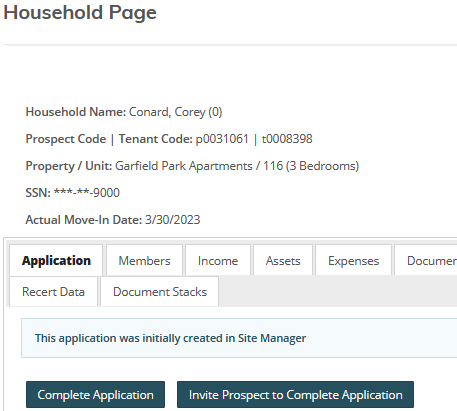 Household Page
Household Name: Conard, Corey (0)
Prospect Code | Tenant Code: p0031061 | t0008398
Property / Unit: Garfield Park Apartments / 116 (3 Bedrooms)
SSN: ***-**-9000
Actual Move-In Date: 3/30/2023
Application Members Income Assets Expenses Documen
Recert Data Document Stacks
This application was initially created in Site Manager
Complete Application Invite Prospect to Complete Application